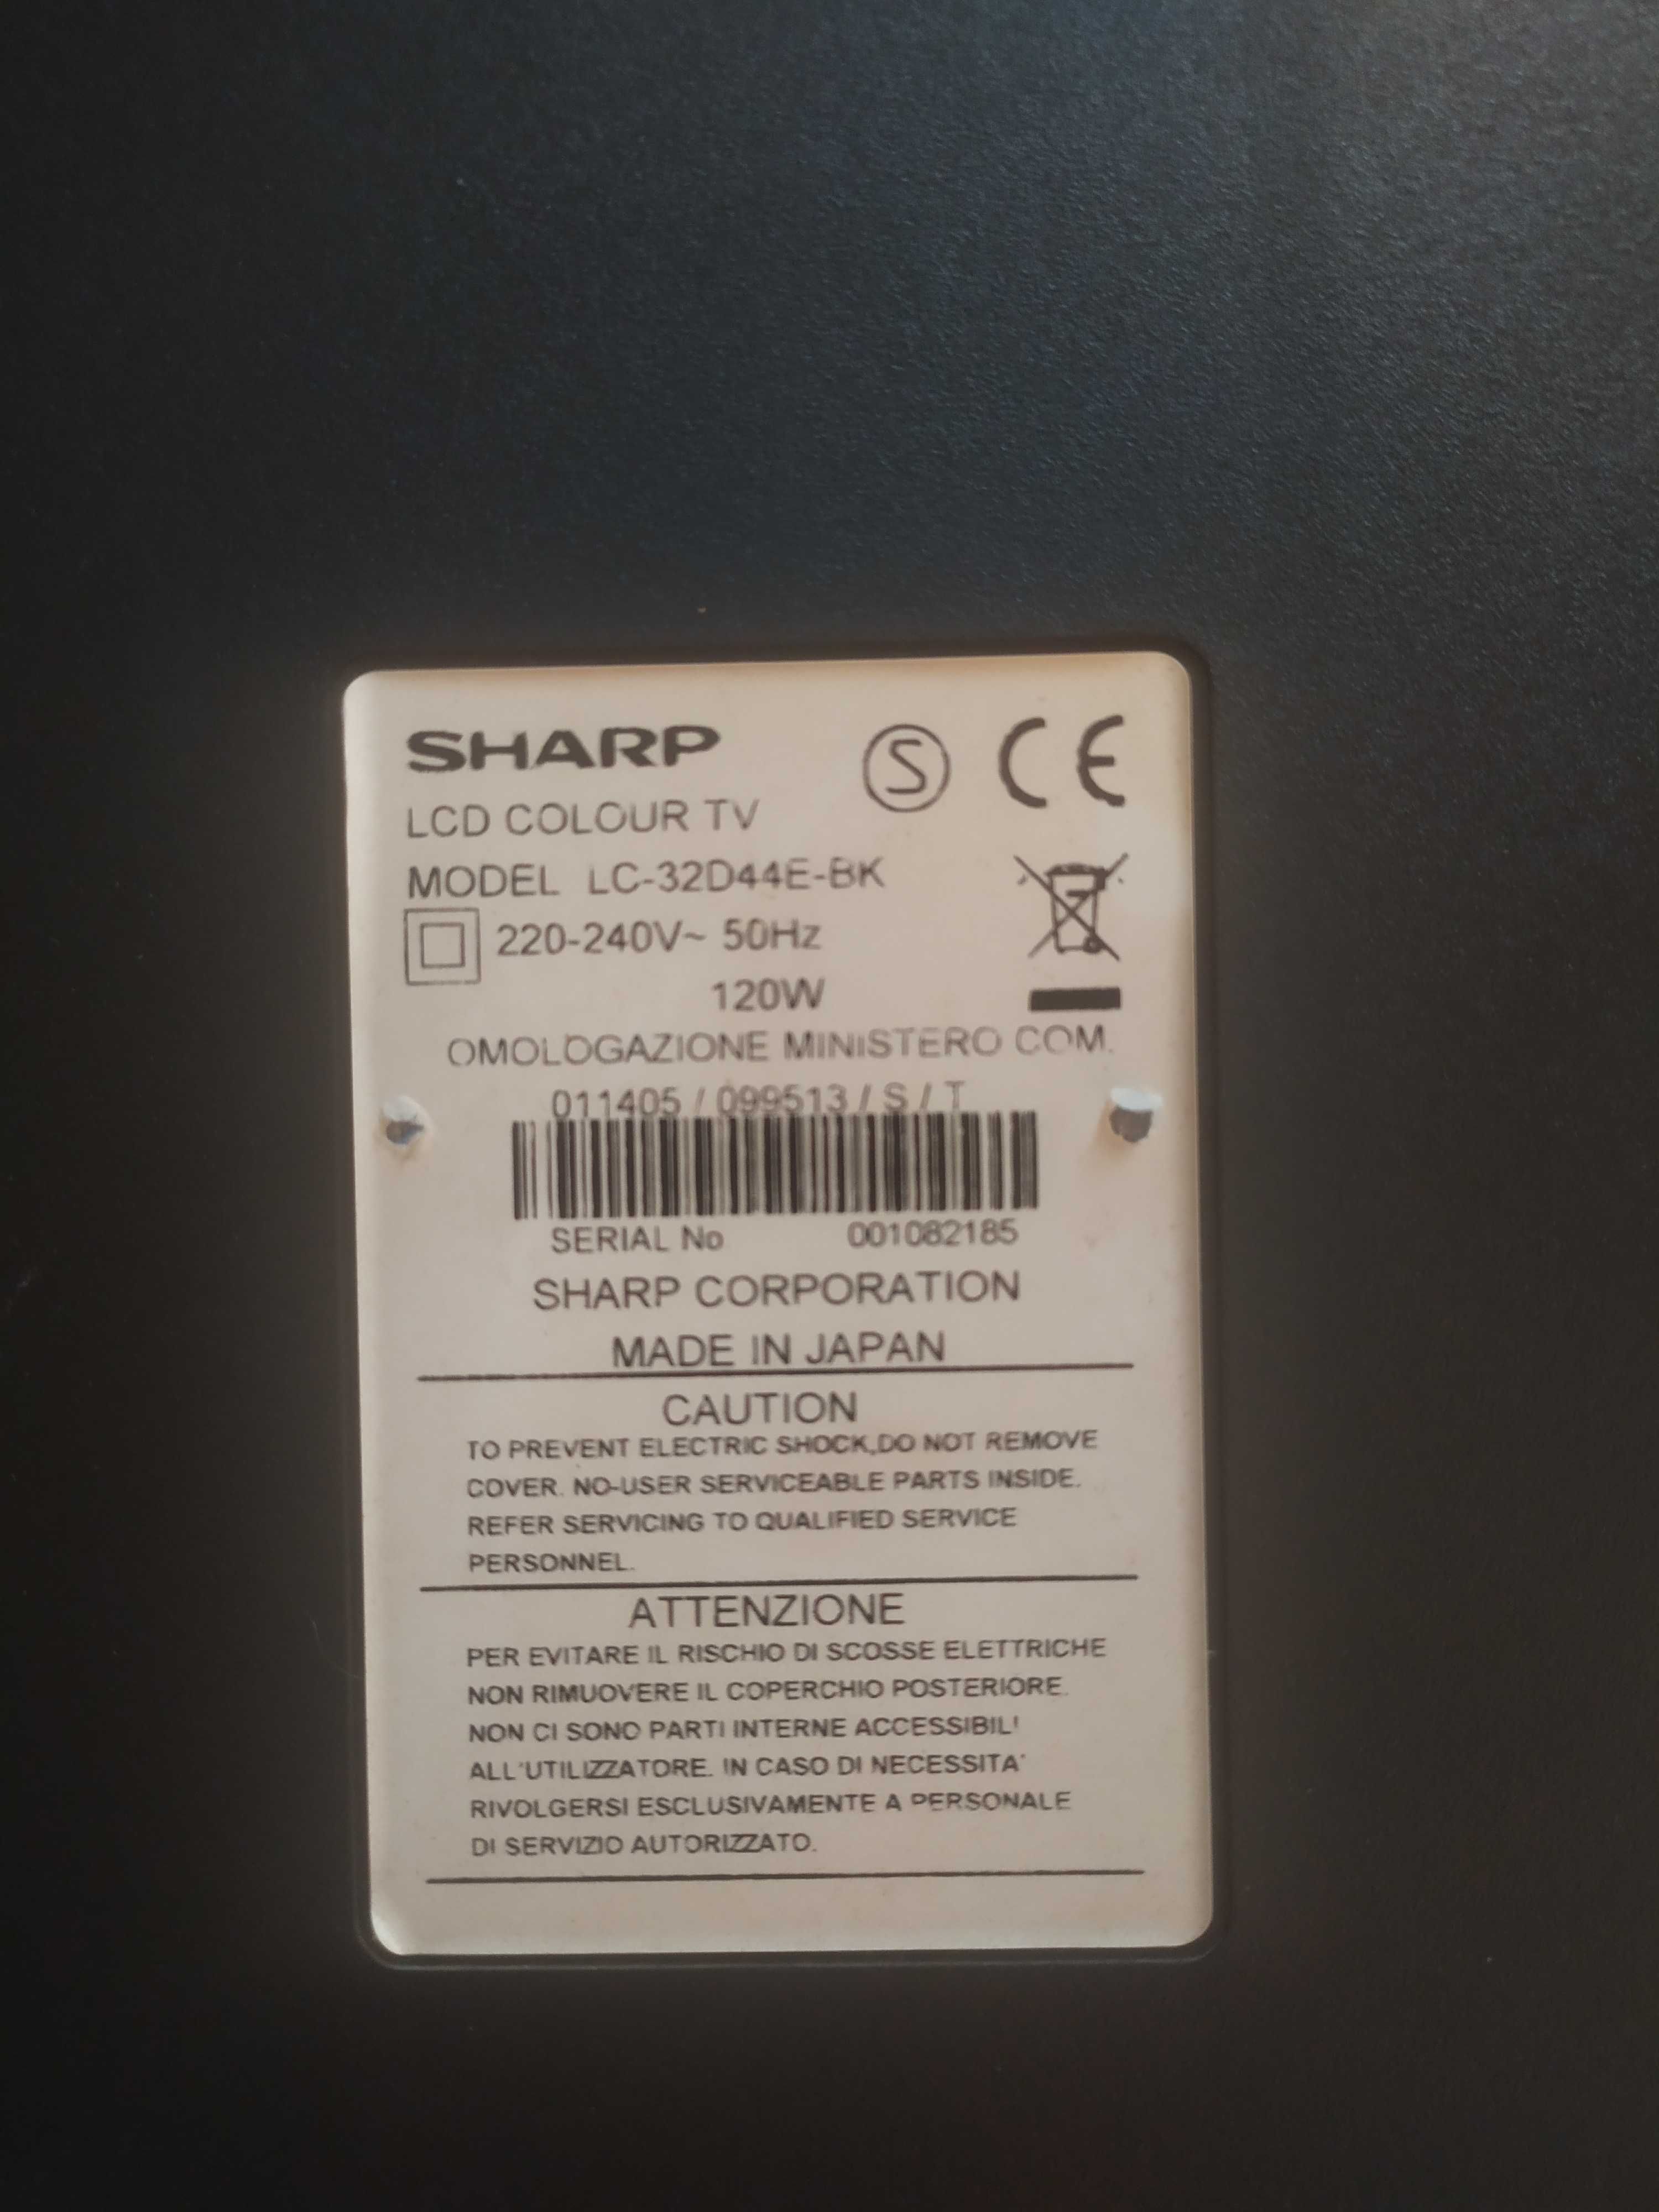 SHARP
LCD COLOUR TV
MODEL LC-32D44E-BK
220-240V~ 50Hz
120W
OMOLOGAZIONE MINISTERO COM.
011405 / 099513 / S / T
SERIAL No 001082185
SHARP CORPORATION
MADE IN JAPAN
CAUTION
TO PREVENT ELECTRIC SHOCK,DO NOT REMOVE
COVER. NO-USER SERVICEABLE PARTS INSIDE.
REFER SERVICING TO QUALIFIED SERVICE
PERSONNEL.
ATTENZIONE
PER EVITARE IL RISCHIO DI SCOSSE ELETTRICHE
NON RIMUOVERE IL COPERCHIO POSTERIORE.
NON CI SONO PARTI INTERNE ACCESSIBILI
ALL'UTILIZZATORE. IN CASO DI NECESSITA'
RIVOLGERSI ESCLUSIVAMENTE A PERSONALE
DI SERVIZIO AUTORIZZATO.
S CE